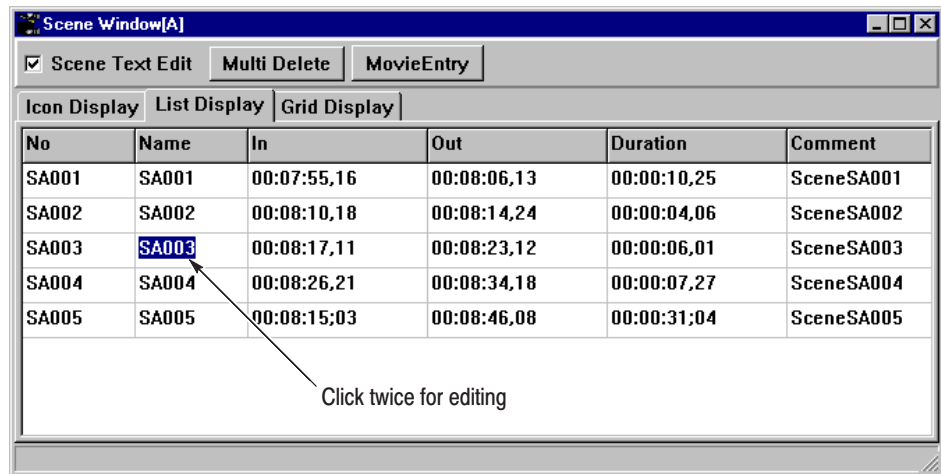 Scene Window[A]
Scene Text Edit Multi Delete MovieEntry
Icon Display List Display Grid Display
No Name In Out Duration Comment
SA001 SA001 00:07:55,16 00:08:06,13 00:00:10,25 SceneSA001
SA002 SA002 00:08:10,18 00:08:14,24 00:00:04,06 SceneSA002
SA003 SA003 00:08:17,11 00:08:23,12 00:00:06,01 SceneSA003
SA004 SA004 00:08:26,21 00:08:34,18 00:00:07,27 SceneSA004
SA005 SA005 00:08:15;03 00:08:46,08 00:00:31;04 SceneSA005
Click twice for editing